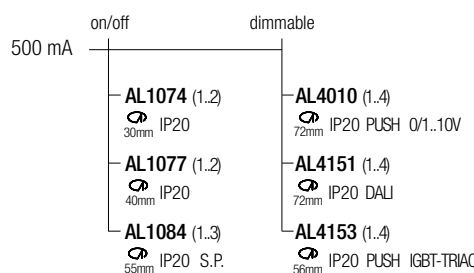 on/off
dimmable
500 mA
AL1074 (1..2)
30mm IP20
AL1077 (1..2)
40mm IP20
AL1084 (1..3)
55mm IP20 S.P.
AL4010 (1..4)
72mm IP20 PUSH 0/1..10V
AL4151 (1..4)
72mm IP20 DALI
AL4153 (1..4)
56mm IP20 PUSH IGBT-TRIAC